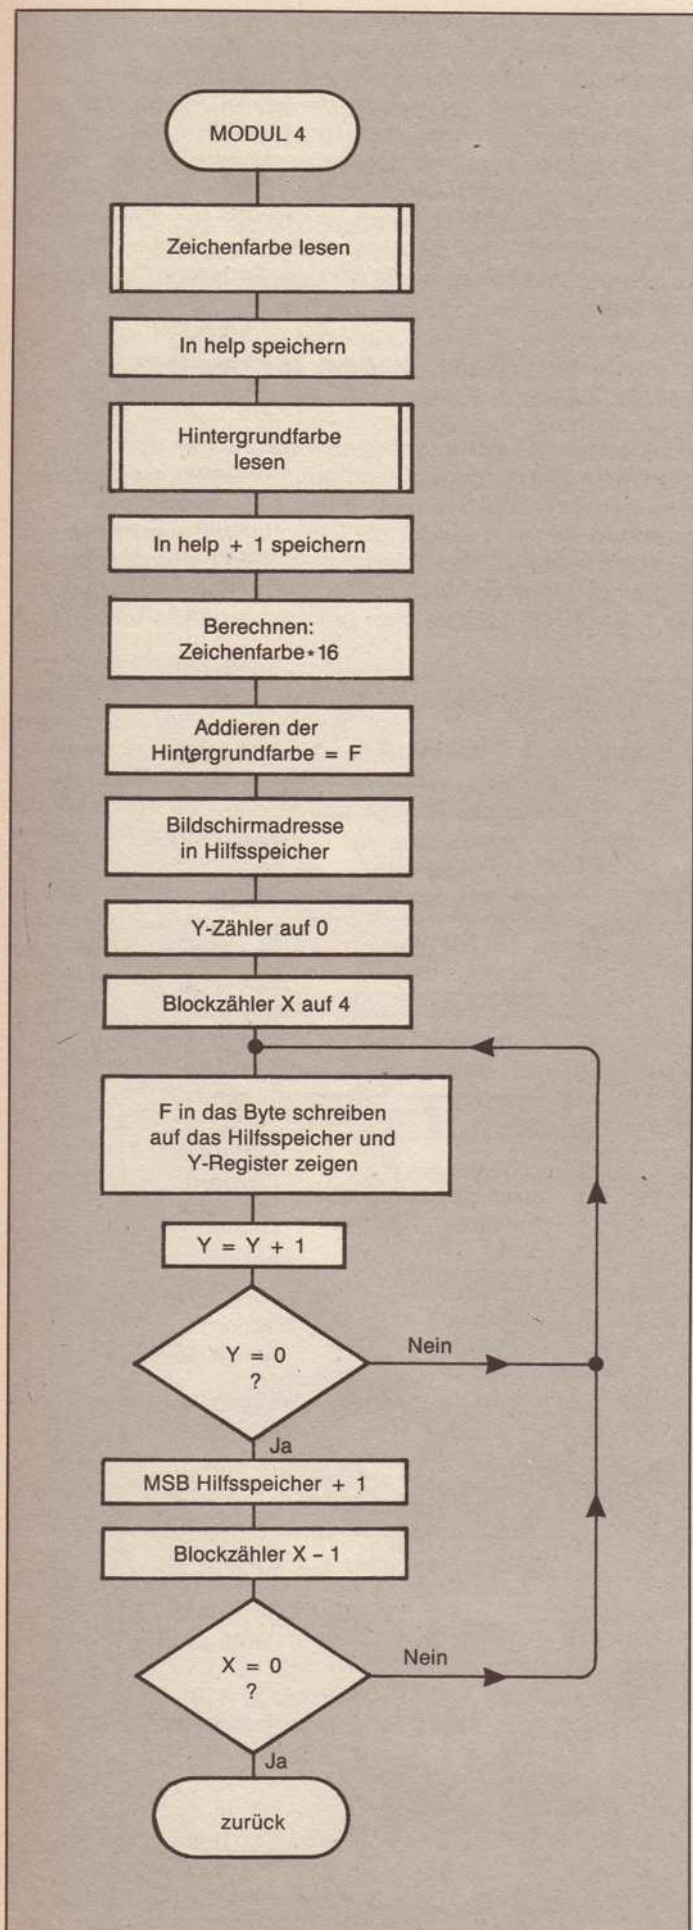 MODUL 4
Zeichenfarbe lesen
In help speichern
Hintergrundfarbe
lesen
In help + 1 speichern
Berechnen:
Zeichenfarbe*16
Addieren der
Hintergrundfarbe = F
Bildschirmadresse
in Hilfsspeicher
Y-Zähler auf 0
Blockzähler X auf 4
F in das Byte schreiben
auf das Hilfsspeicher und
Y-Register zeigen
Y = Y + 1
Y = 0
?
Nein
Ja
MSB Hilfsspeicher + 1
Blockzähler X – 1
X = 0
?
Nein
Ja
zurück